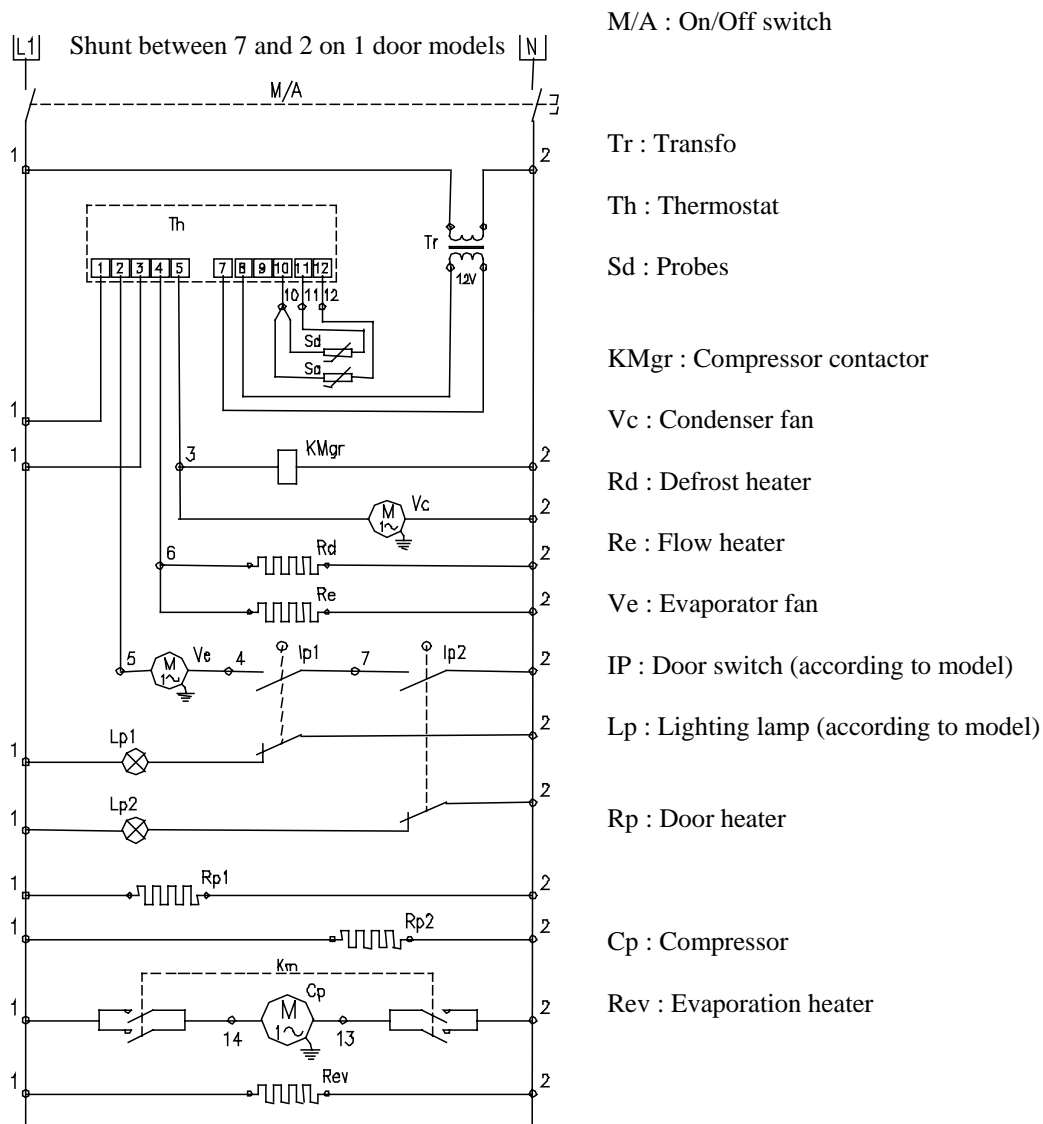 L1 Shunt between 7 and 2 on 1 door models N
M/A
1 2
Th
Tr
1 2 3 4 5 7 8 9 10 11 12
12V
10 11 12
Sd
Sa
1
1 3 KMgr 2
Vc
M
1~
2
6 Rd 2
Re 2
5 M 1~ Ve 4 Ip1 7 Ip2 2
Lp1
1 2
Lp2
1 2
1 Rp1 2
1 Rp2 2
Km
Cp
1 14 M 1~ 13 2
1 Rev 2
M/A : On/Off switch
Tr : Transfo
Th : Thermostat
Sd : Probes
KMgr : Compressor contactor
Vc : Condenser fan
Rd : Defrost heater
Re : Flow heater
Ve : Evaporator fan
IP : Door switch (according to model)
Lp : Lighting lamp (according to model)
Rp : Door heater
Cp : Compressor
Rev : Evaporation heater